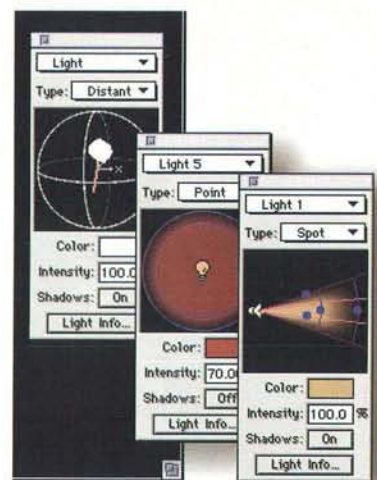 Light
Type: Distant
x
Color:
Intensity: 100.0
Shadows: On
Light Info...
Light 5
Type: Point
Color:
Intensity: 70.00
Shadows: Off
Light Info...
Light 1
Type: Spot
Color:
Intensity: 100.0 %
Shadows: On
Light Info...